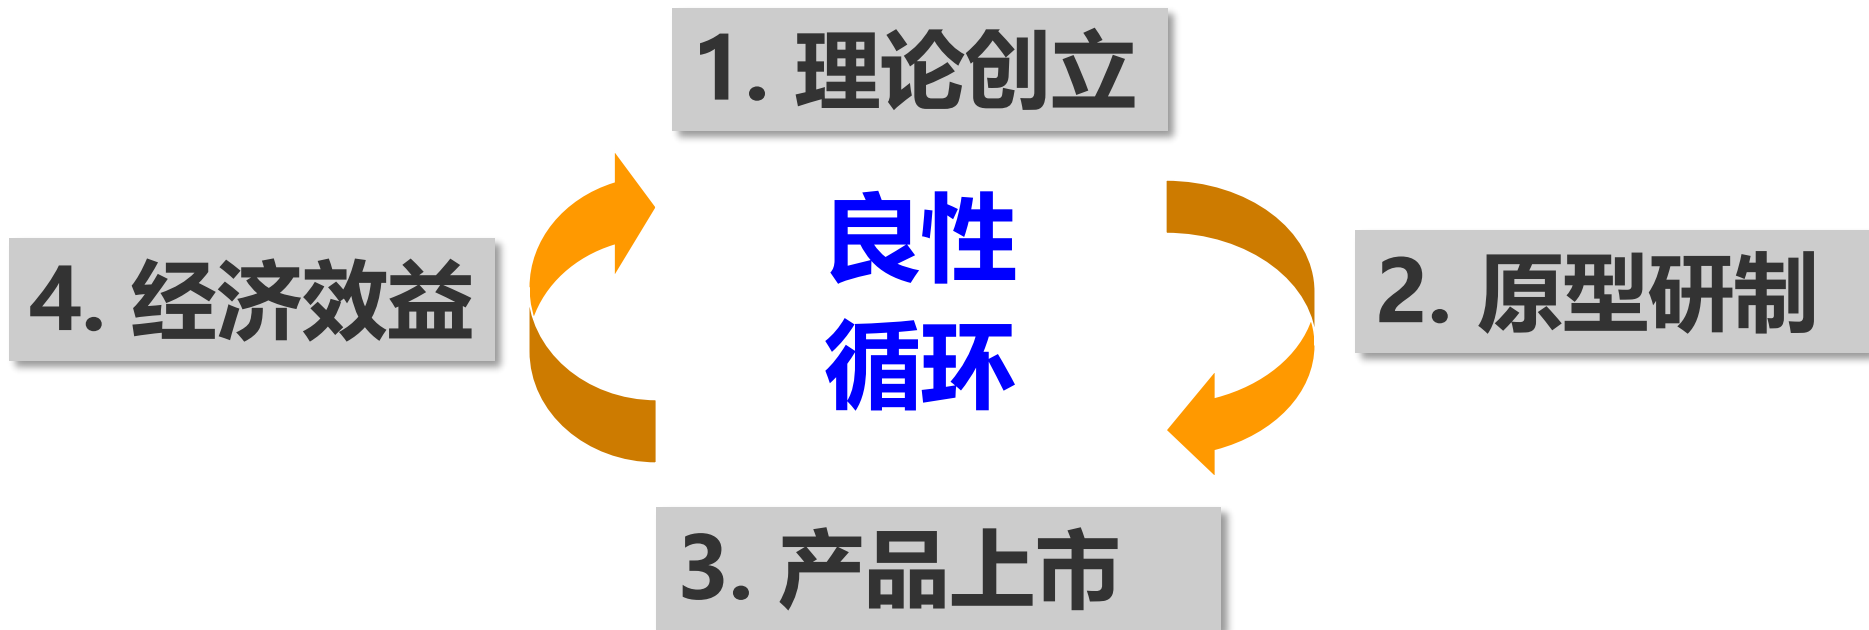 1. 理论创立
良性
循环
2. 原型研制
3. 产品上市
4. 经济效益